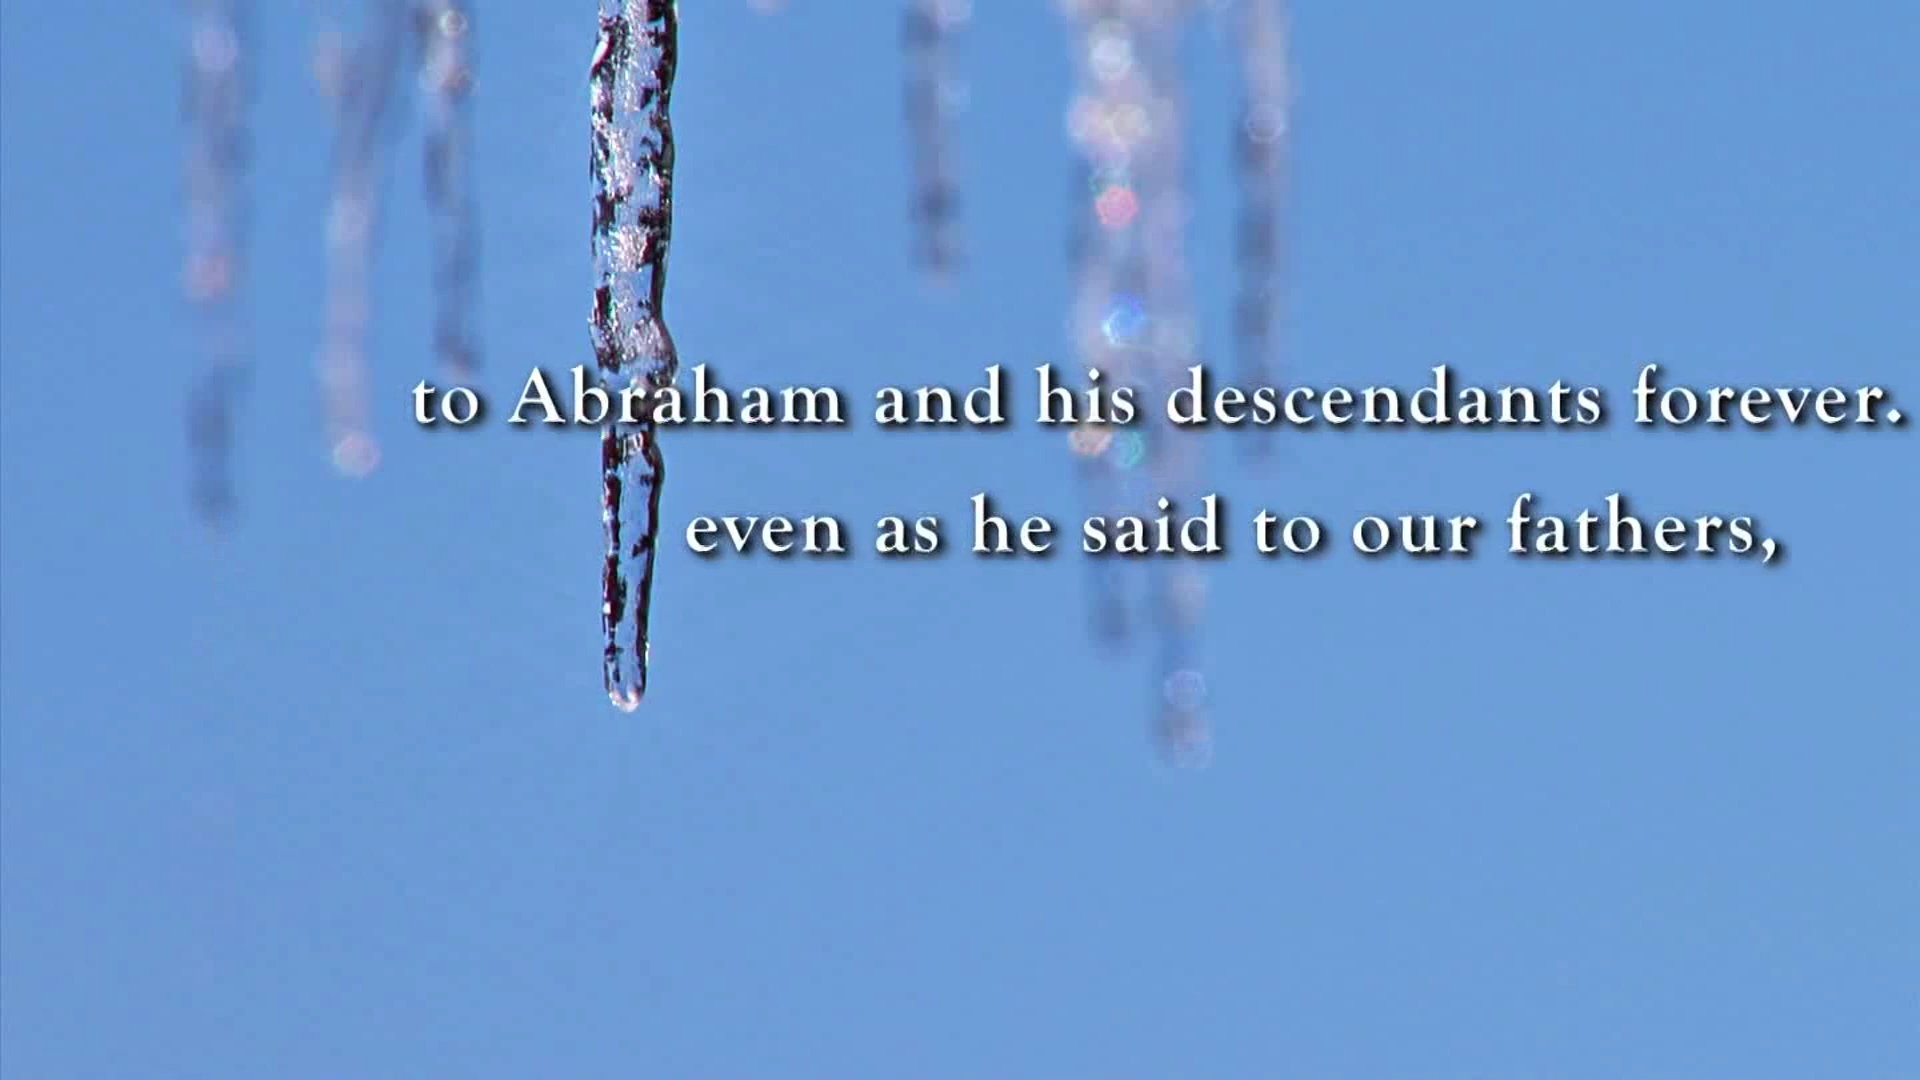 to Abraham and his descendants forever.
even as he said to our fathers,